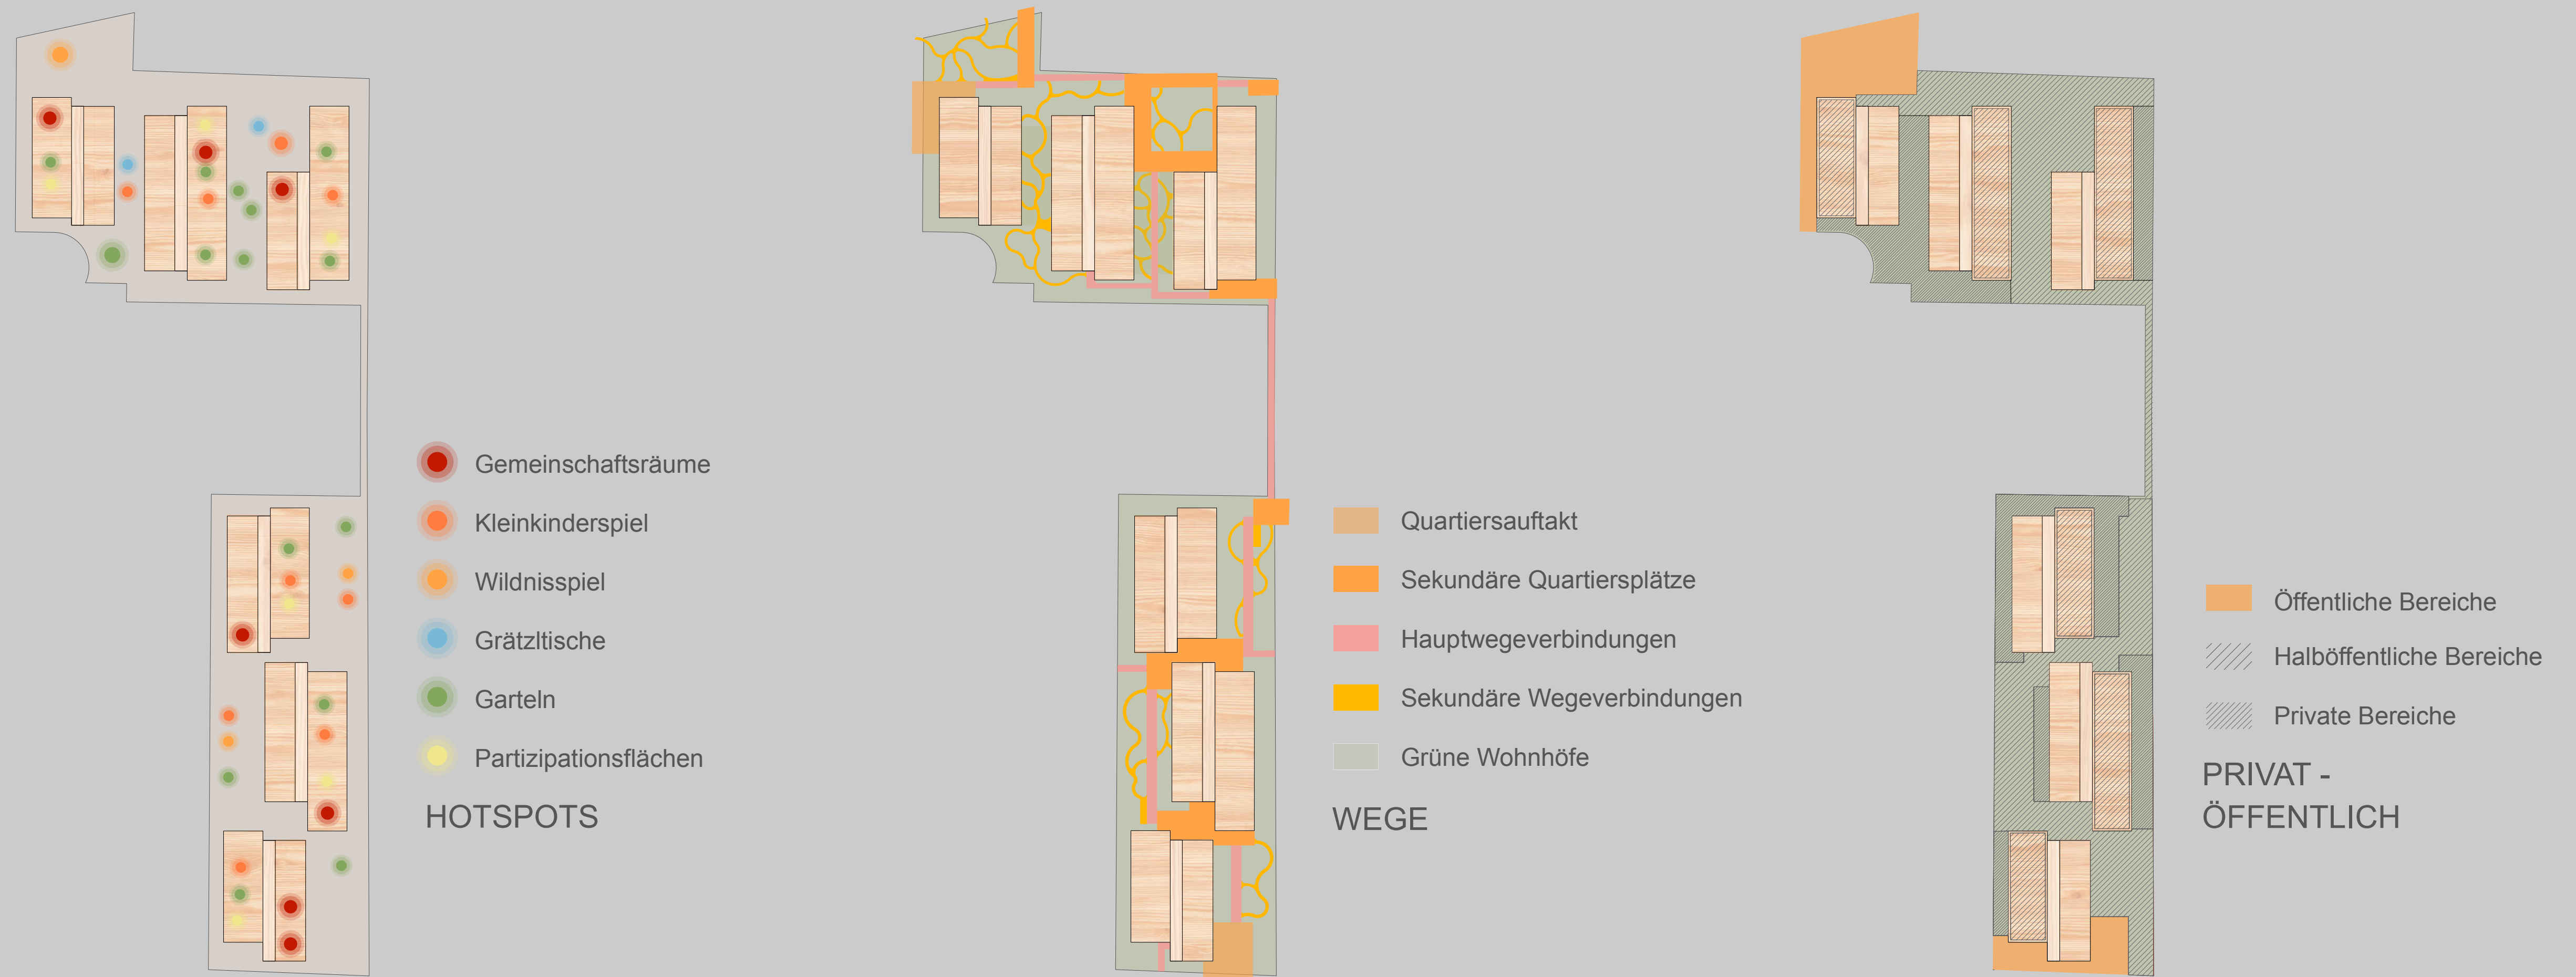 Gemeinschaftsräume
Kleinkinderspiel
Wildnisspiel
Grätzltische
Garteln
Partizipationsflächen
HOTSPOTS
Quartiersauftakt
Sekundäre Quartiersplätze
Hauptwegeverbindungen
Sekundäre Wegeverbindungen
Grüne Wohnhöfe
WEGE
Öffentliche Bereiche
Halböffentliche Bereiche
Private Bereiche
PRIVAT -
ÖFFENTLICH